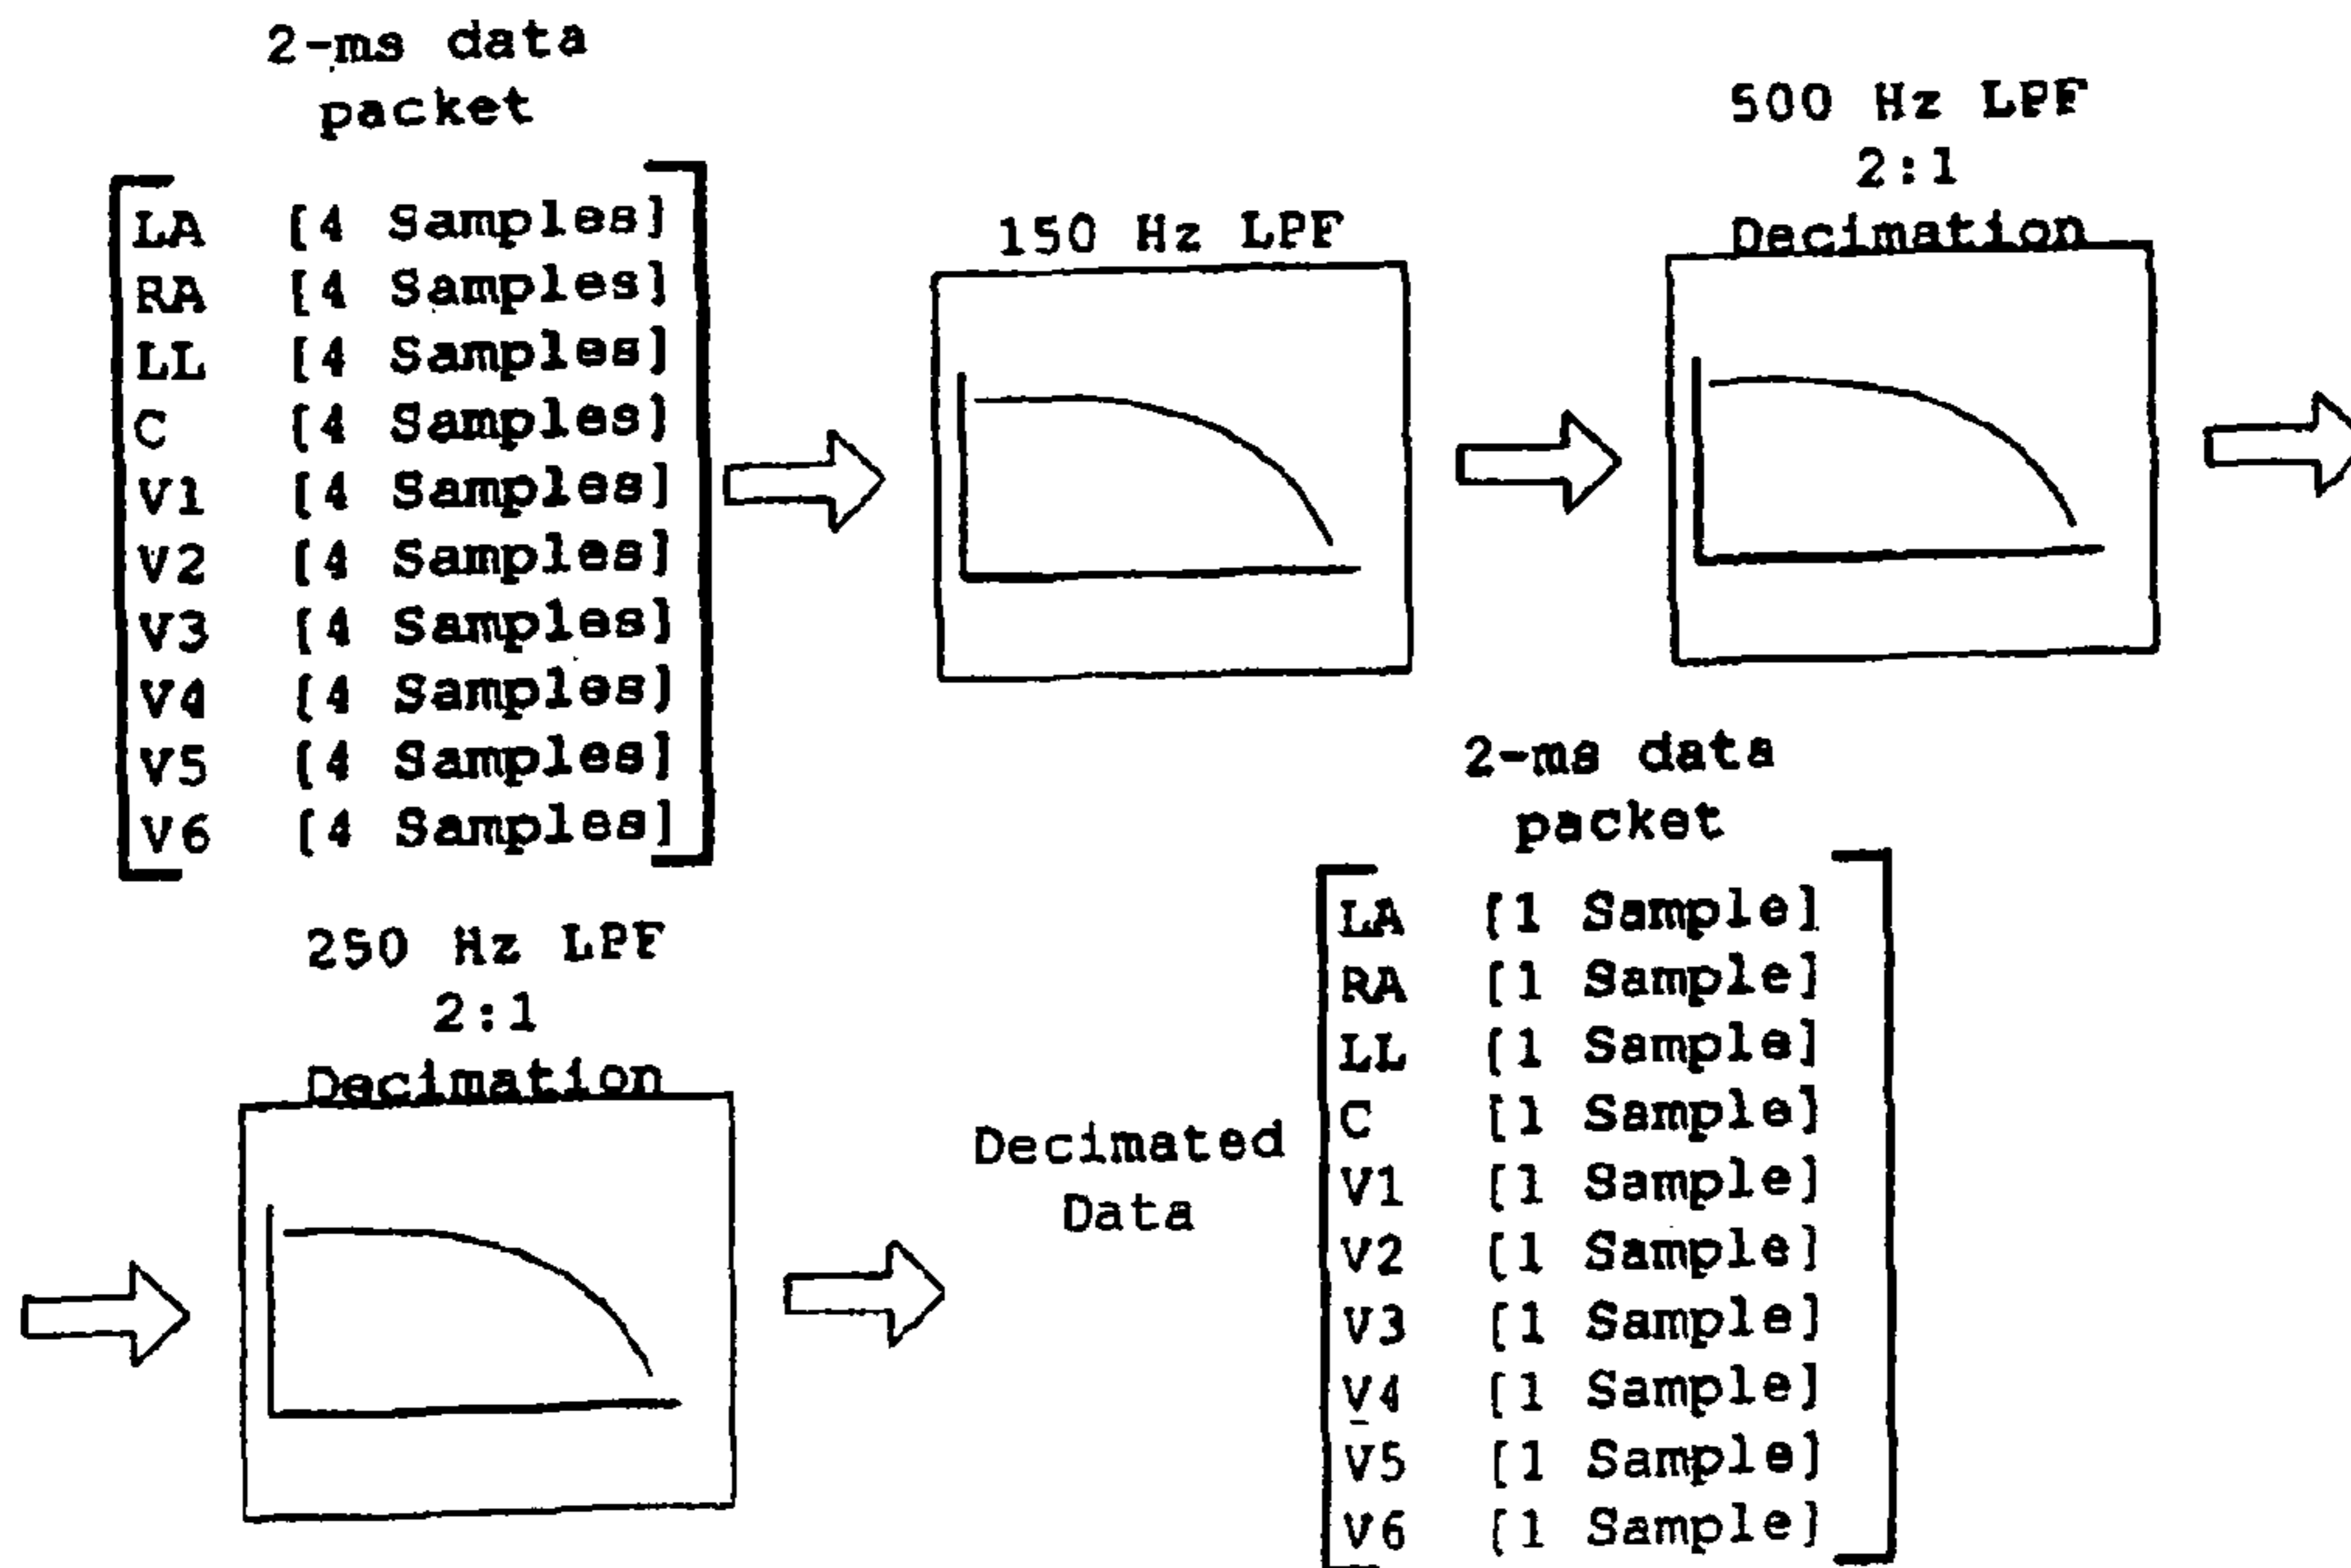 2-ms data
packet
LA [4 Samples]
RA [4 Samples]
LL [4 Samples]
C [4 Samples]
V1 [4 Samples]
V2 [4 Samples]
V3 [4 Samples]
V4 [4 Samples]
V5 [4 Samples]
V6 [4 Samples]
150 Hz LPF
500 Hz LPF
2:1
Decimation
250 Hz LPF
2:1
Decimation
Decimated
Data
2-ms data
packet
LA [1 Sample]
RA [1 Sample]
LL [1 Sample]
C [1 Sample]
V1 [1 Sample]
V2 [1 Sample]
V3 [1 Sample]
V4 [1 Sample]
V5 [1 Sample]
V6 [1 Sample]